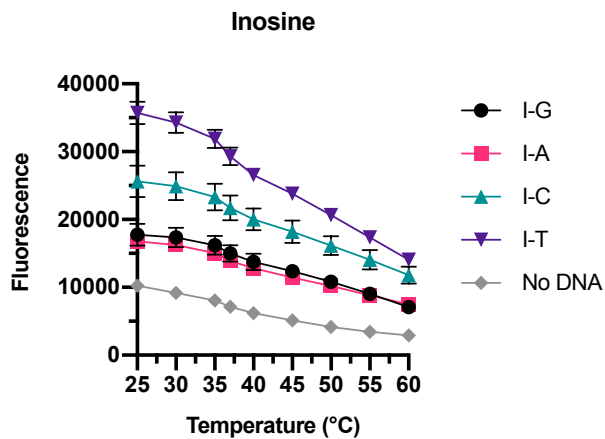 Inosine
Fluorescence
40000
30000
20000
10000
0
25 30 35 40 45 50 55 60
Temperature (°C)
I-G
I-A
I-C
I-T
No DNA